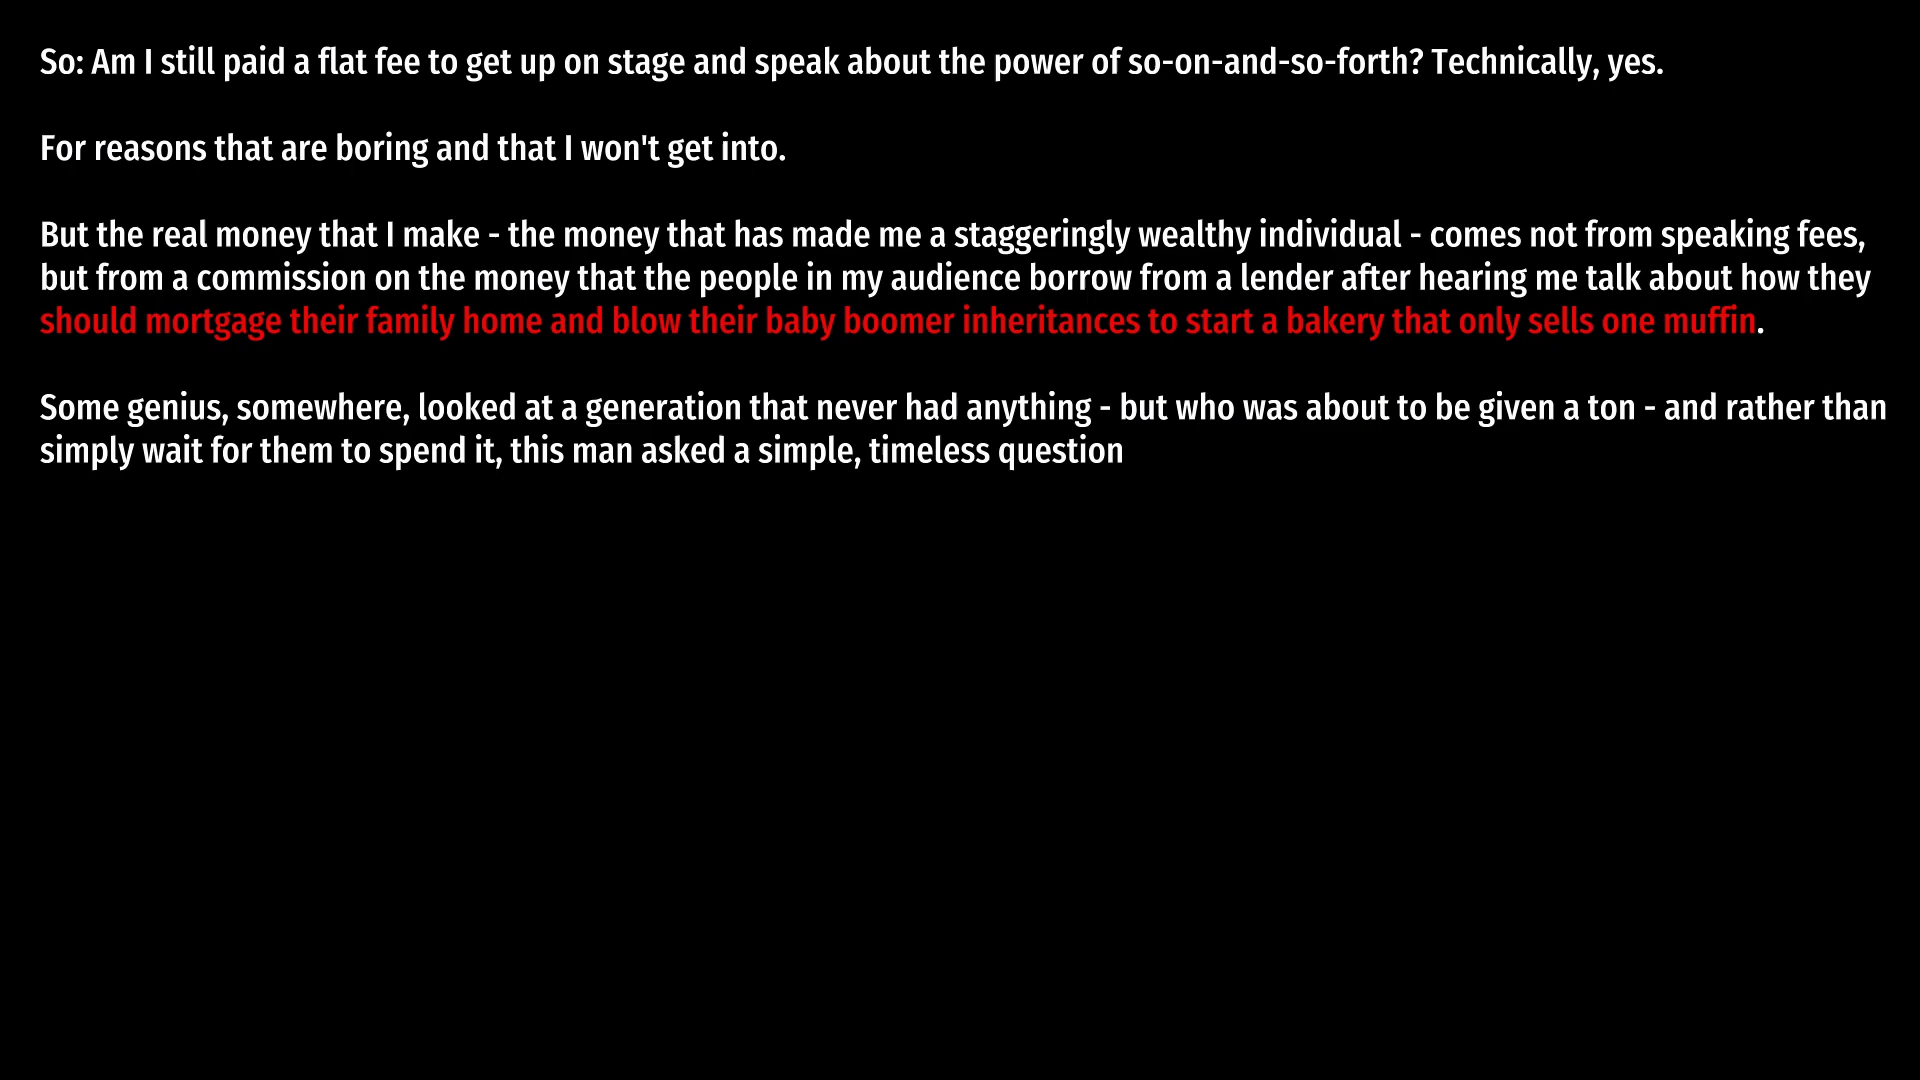 So: Am I still paid a flat fee to get up on stage and speak about the power of so-on-and-so-forth? Technically, yes.
For reasons that are boring and that I won't get into.
But the real money that I make - the money that has made me a staggeringly wealthy individual - comes not from speaking fees,
but from a commission on the money that the people in my audience borrow from a lender after hearing me talk about how they
should mortgage their family home and blow their baby boomer inheritances to start a bakery that only sells one muffin.
Some genius, somewhere, looked at a generation that never had anything - but who was about to be given a ton - and rather than
simply wait for them to spend it, this man asked a simple, timeless question